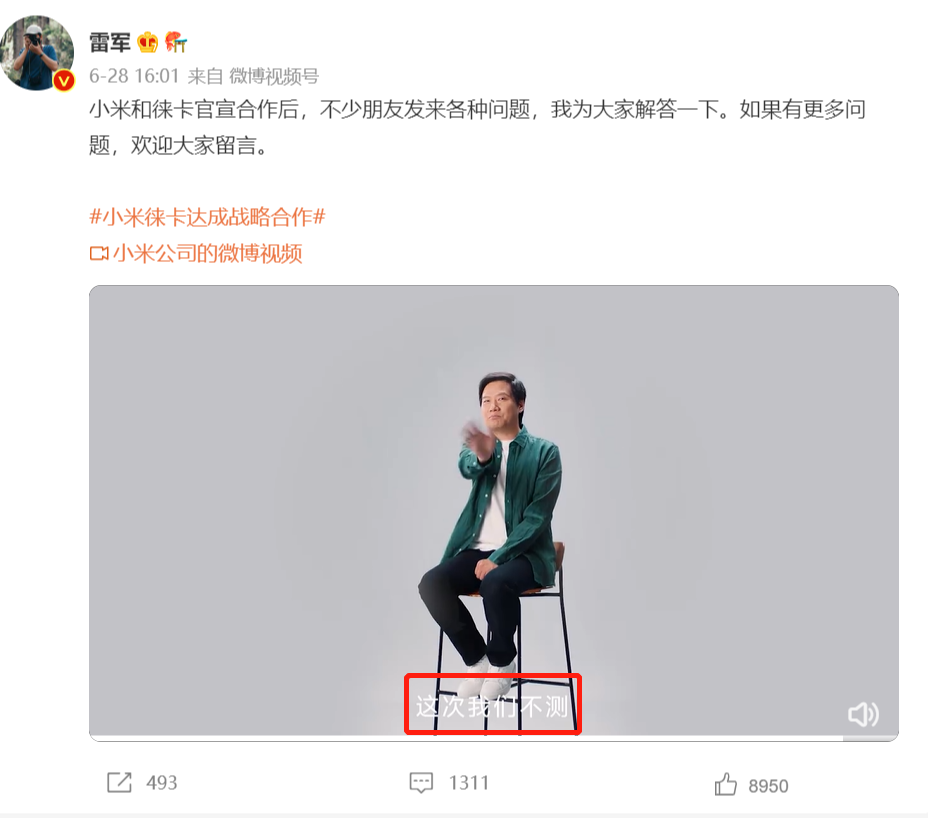 雷军
6-28 16:01 来自 微博视频号
小米和徕卡官宣合作后，不少朋友发来各种问题，我为大家解答一下。如果有更多问
题，欢迎大家留言。
#小米徕卡达成战略合作#
小米公司的微博视频
这次我们不测
493
1311
8950